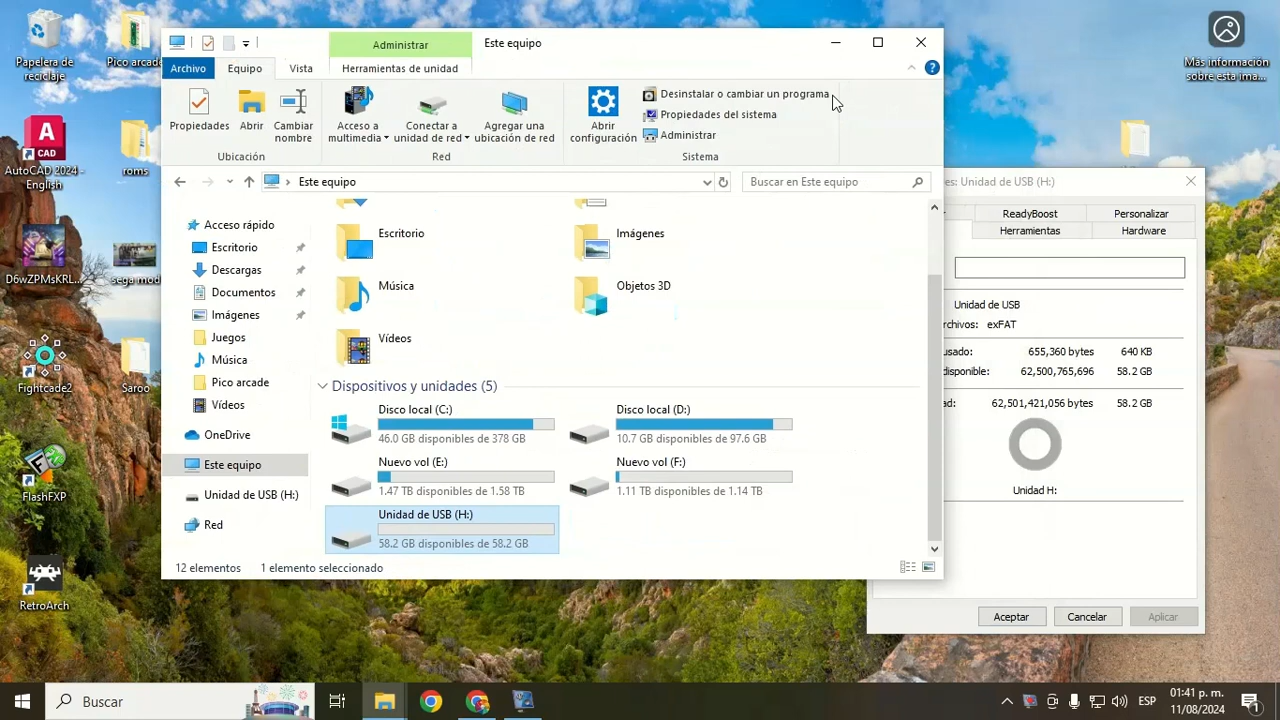 Papelera de
reciclaje
Pico arcade
AutoCAD 2024 -
English
roms
D6wZPMsKRL...
sega mod
Fightcade2
Saroo
FlashFXP
RetroArch
Más información
sobre esta ima...
Administrar
Este equipo
Archivo
Equipo
Vista
Herramientas de unidad
Propiedades
Abrir
Cambiar
nombre
Ubicación
Acceso a
multimedia
Conectar a
unidad de red
Agregar una
ubicación de red
Red
Abrir
configuración
Desinstalar o cambiar un programa
Propiedades del sistema
Administrar
Sistema
Este equipo
Buscar en Este equipo
Acceso rápido
Escritorio
Descargas
Documentos
Imágenes
Juegos
Música
Pico arcade
Vídeos
OneDrive
Este equipo
Unidad de USB (H:)
Red
Escritorio
Imágenes
Música
Objetos 3D
Vídeos
Dispositivos y unidades (5)
Disco local (C:)
46.0 GB disponibles de 378 GB
Disco local (D:)
10.7 GB disponibles de 97.6 GB
Nuevo vol (E:)
1.47 TB disponibles de 1.58 TB
Nuevo vol (F:)
1.11 TB disponibles de 1.14 TB
Unidad de USB (H:)
58.2 GB disponibles de 58.2 GB
12 elementos
1 elemento seleccionado
es: Unidad de USB (H:)
ReadyBoost
Personalizar
Herramientas
Hardware
Unidad de USB
archivos: exFAT
usado: 655,360 bytes 640 KB
disponible: 62,500,765,696 58.2 GB
ad: 62,501,421,056 bytes 58.2 GB
Unidad H:
Aceptar
Cancelar
Aplicar
Buscar
ESP
01:41 p. m.
11/08/2024
1